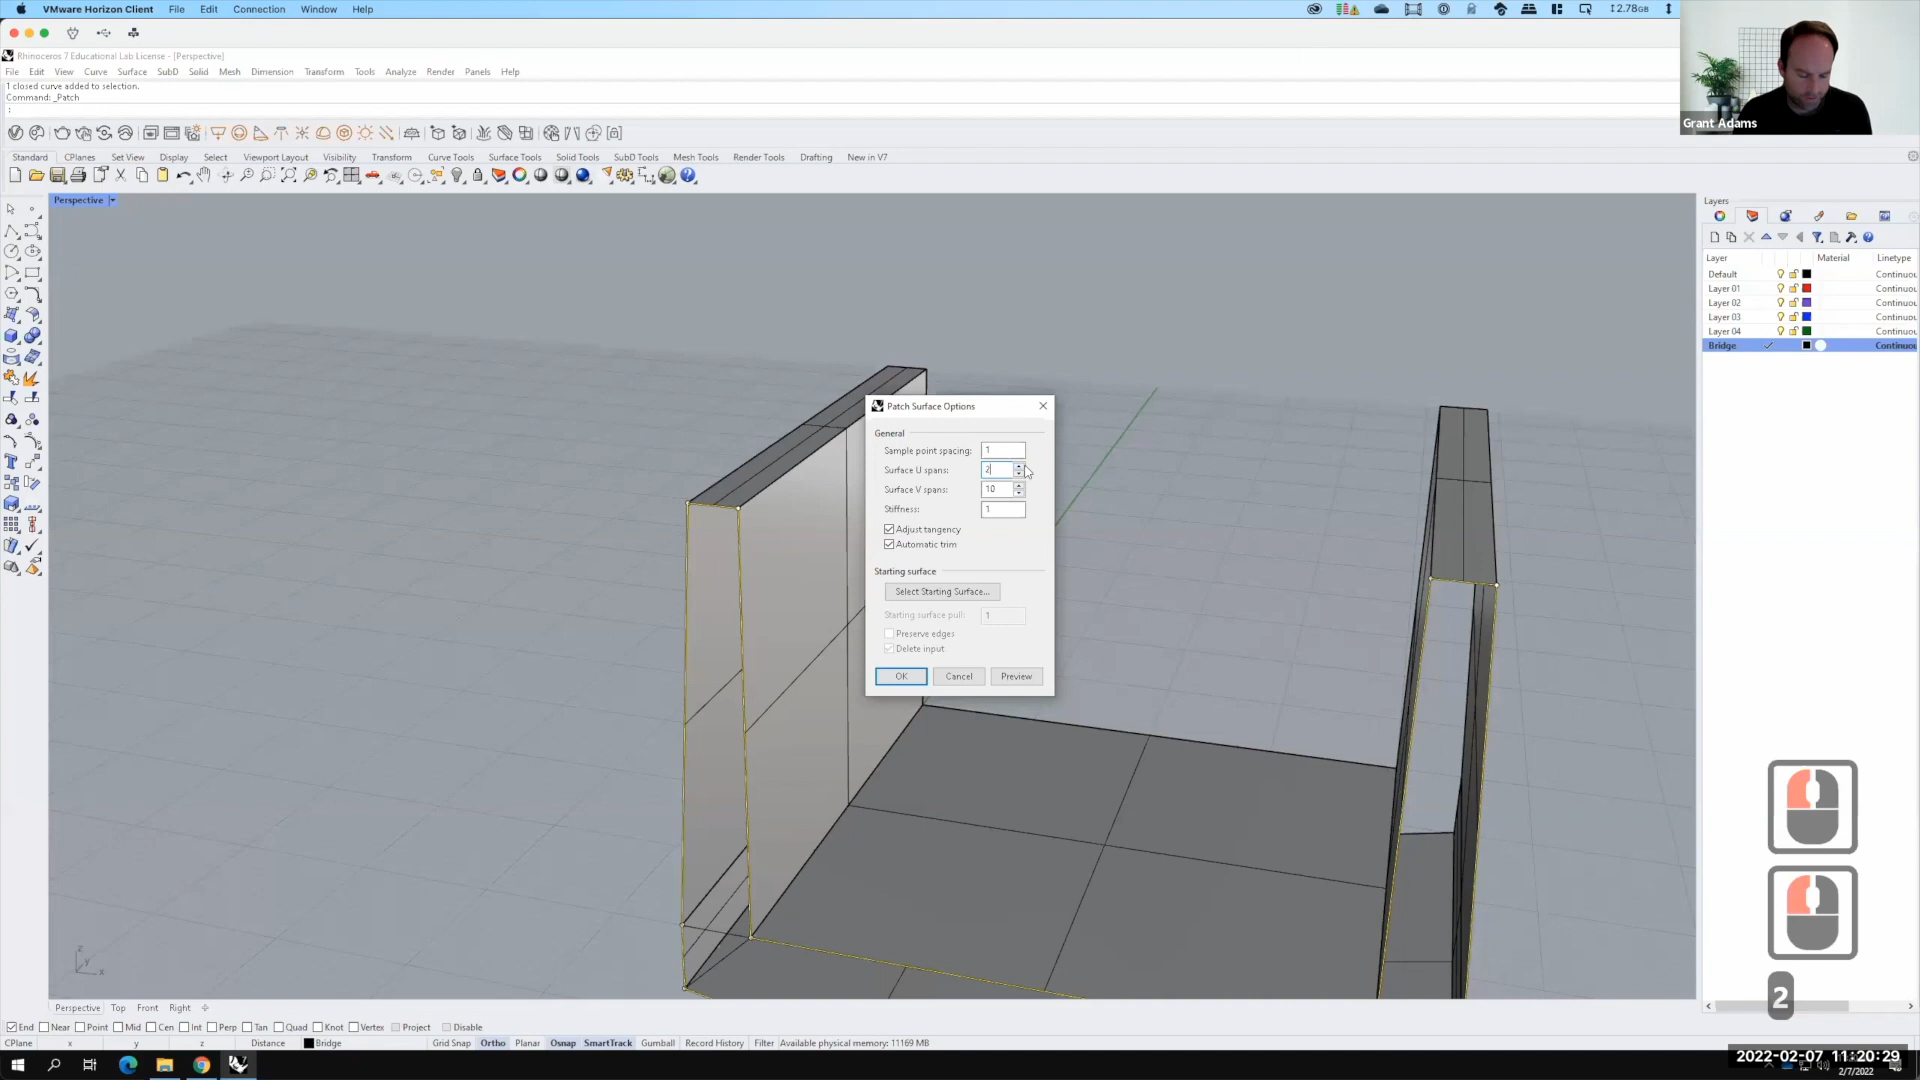 VMware Horizon Client File Edit Connection Window Help
2.78GB
Rhinoceros 7 Educational Lab License - [Perspective]
File Edit View Curve Surface SubD Solid Mesh Dimension Transform Tools Analyze Render Panels Help
1 closed curve added to selection.
Command: _Patch
:
Grant Adams
Standard CPlanes Set View Display Select Viewport Layout Visibility Transform Curve Tools Surface Tools Solid Tools SubD Tools Mesh Tools Render Tools Drafting New in V7
Perspective
Layers
Layer Material Linetype
Default Continuou
Layer 01 Continuou
Layer 02 Continuou
Layer 03 Continuou
Layer 04 Continuou
Bridge Continuou
Patch Surface Options
General
Sample point spacing: 1
Surface U spans: 2
Surface V spans: 10
Stiffness: 1
Adjust tangency
Automatic trim
Starting surface
Select Starting Surface...
Starting surface pull: 1
Preserve edges
Delete input
OK Cancel Preview
z
y
x
2
Perspective Top Front Right
End Near Point Mid Cen Int Perp Tan Quad Knot Vertex Project Disable
CPlane x y z Distance Bridge Grid Snap Ortho Planar Osnap SmartTrack Gumball Record History Filter Available physical memory: 11169 MB
2022-02-07 11:20:29
2/7/2022